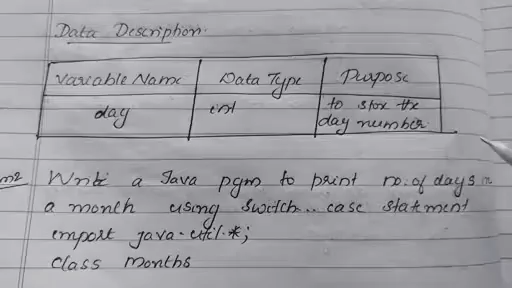 Data Description.
Variable Name Data Type Purpose
day int to store the
day number.
Write a Java pgm to print no. of days in
a month using switch.. case statment
import java.util.*;
class months